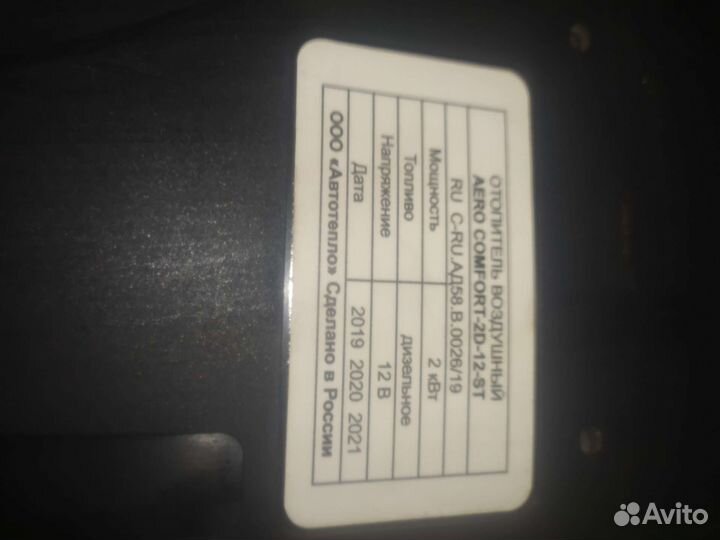 ОТОПИТЕЛЬ ВОЗДУШНЫЙ
AERO COMFORT-2D-12-ST
RU C-RU.АД58.В.0026/19
Мощность 2 кВт
Топливо дизельное
Напряжение 12 В
Дата 2019 2020 2021
ООО «Автотепло» Сделано в России
Avito